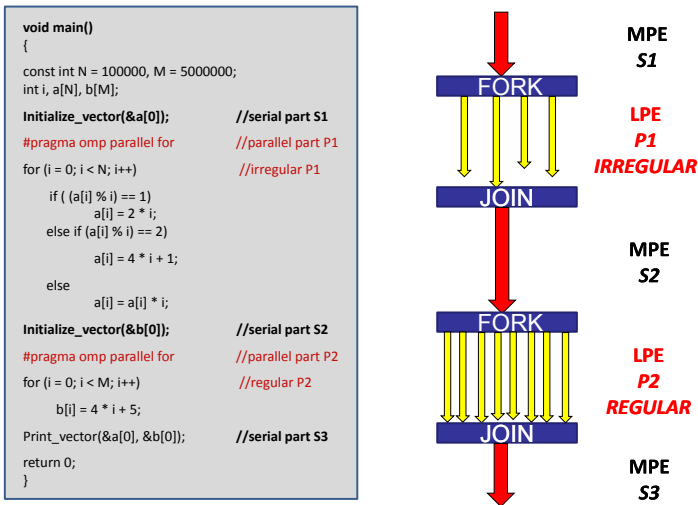 void main()
{
const int N = 100000, M = 5000000;
int i, a[N], b[M];
Initialize_vector(&a[0]); //serial part S1
#pragma omp parallel for //parallel part P1
for (i = 0; i < N; i++) //irregular P1
if ( (a[i] % i) == 1)
a[i] = 2 * i;
else if (a[i] % i) == 2)
a[i] = 4 * i + 1;
else
a[i] = a[i] * i;
Initialize_vector(&b[0]); //serial part S2
#pragma omp parallel for //parallel part P2
for (i = 0; i < M; i++) //regular P2
b[i] = 4 * i + 5;
Print_vector(&a[0], &b[0]); //serial part S3
return 0;
}
MPE
S1
FORK
LPE
P1
IRREGULAR
JOIN
MPE
S2
FORK
LPE
P2
REGULAR
JOIN
MPE
S3